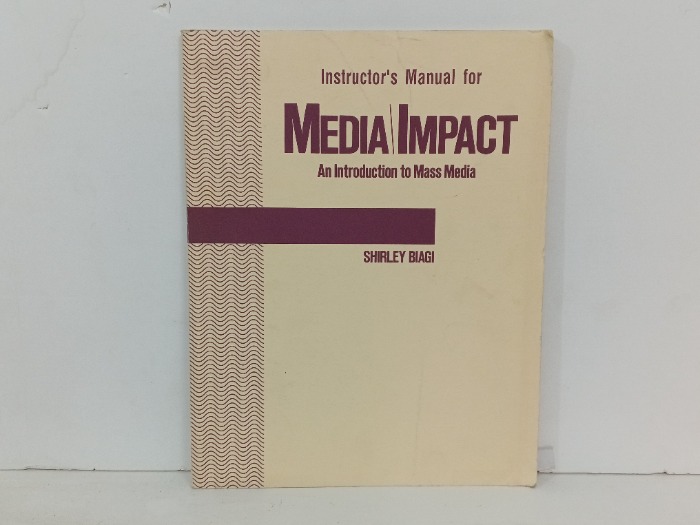 Instructor's Manual for
MEDIA\IMPACT
An Introduction to Mass Media
SHIRLEY BIAGI